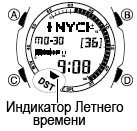 A B
NYC
MO-30 [36]
9:08
C DST D
Индикатор Летнего
времени